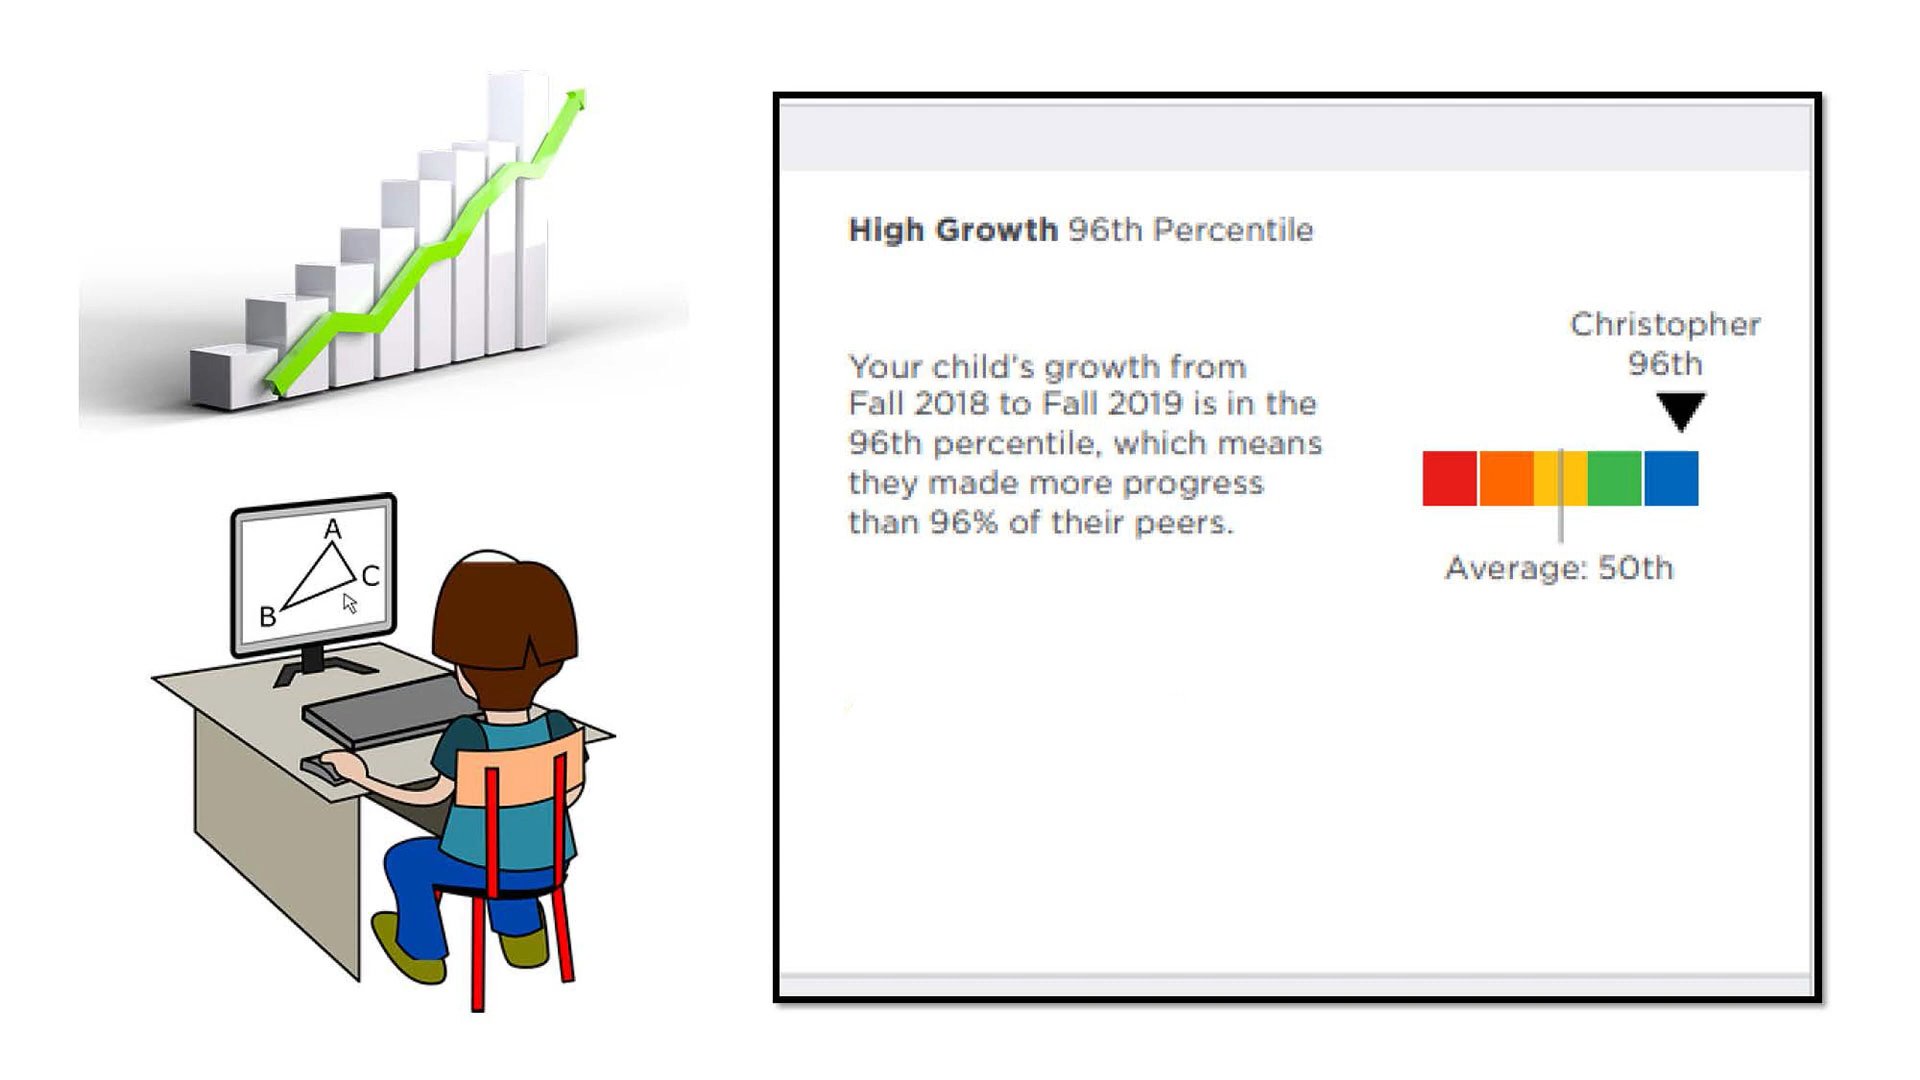 A
C
B
High Growth 96th Percentile
Christopher
96th
Your child's growth from
Fall 2018 to Fall 2019 is in the
96th percentile, which means
they made more progress
than 96% of their peers.
Average: 50th